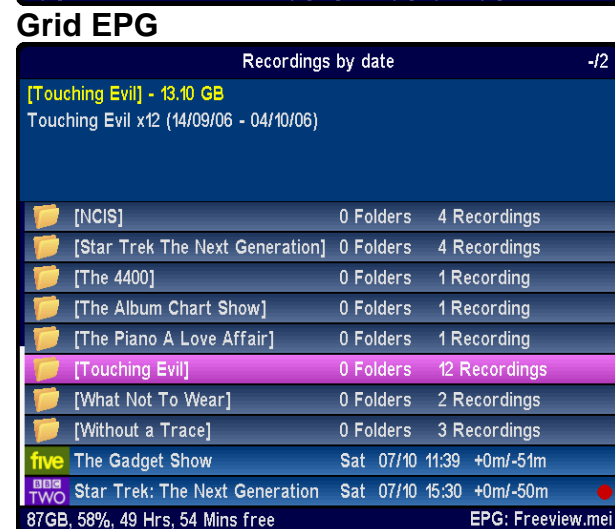 Grid EPG
Recordings by date -/2
[Touching Evil] - 13.10 GB
Touching Evil x12 (14/09/06 - 04/10/06)
[NCIS] 0 Folders 4 Recordings
[Star Trek The Next Generation] 0 Folders 4 Recordings
[The 4400] 0 Folders 1 Recording
[The Album Chart Show] 0 Folders 1 Recording
[The Piano A Love Affair] 0 Folders 1 Recording
[Touching Evil] 0 Folders 12 Recordings
[What Not To Wear] 0 Folders 2 Recordings
[Without a Trace] 0 Folders 3 Recordings
five The Gadget Show Sat 07/10 11:39 +0m/-51m
BBC TWO Star Trek: The Next Generation Sat 07/10 15:30 +0m/-50m
87GB, 58%, 49 Hrs, 54 Mins free EPG: Freeview.mei